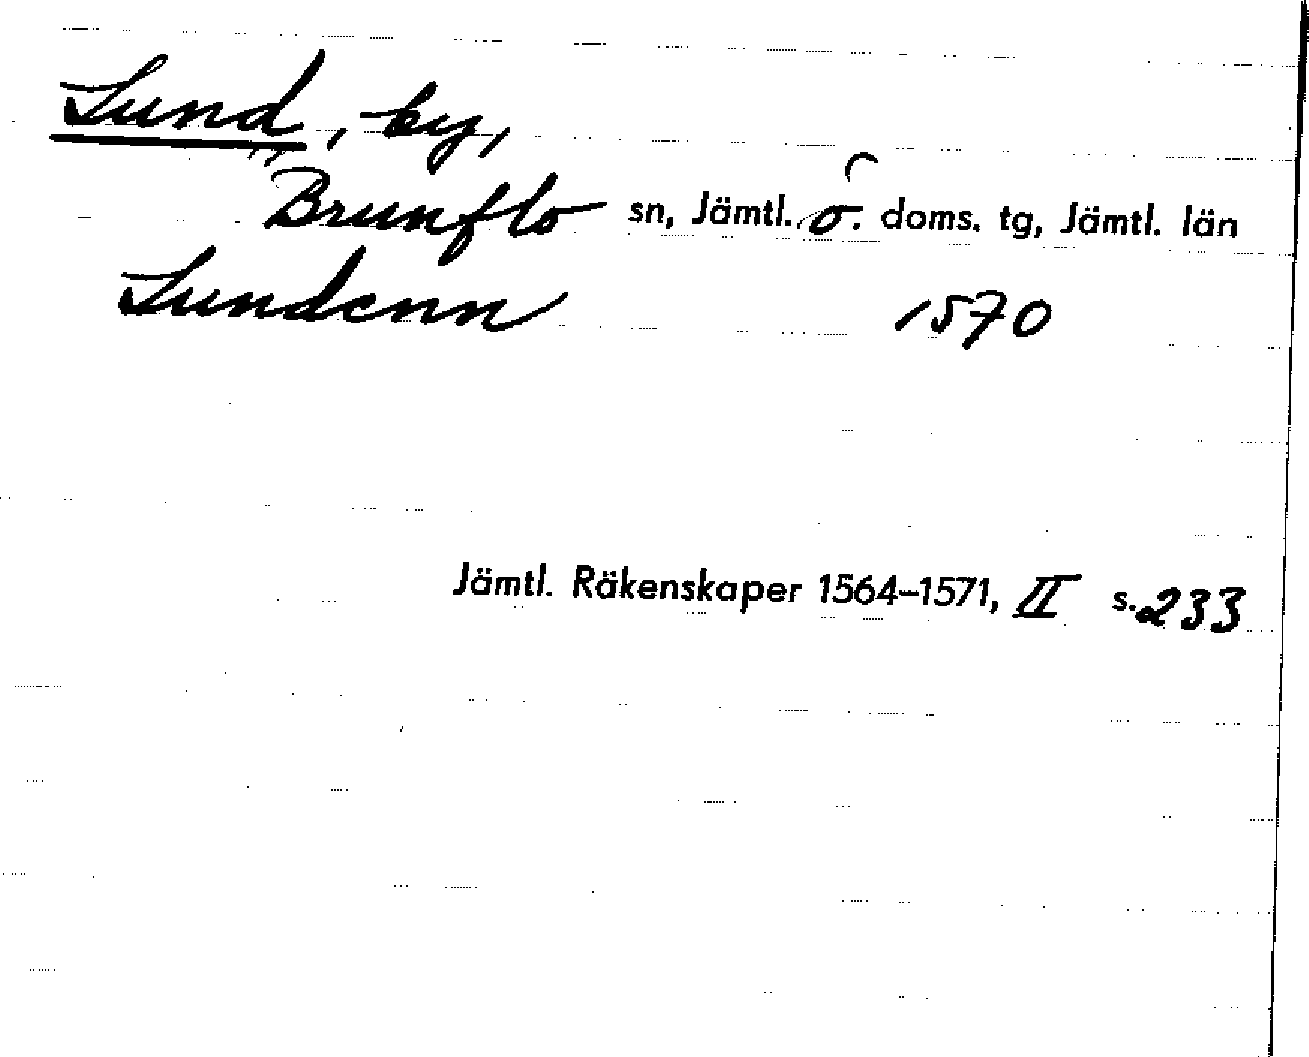 Lund, by,
Brunflo sn, Jämtl. ö. doms. tg, Jämtl. län
Lundenn 1570
Jämtl. Räkenskaper 1564–1571, II s. 233